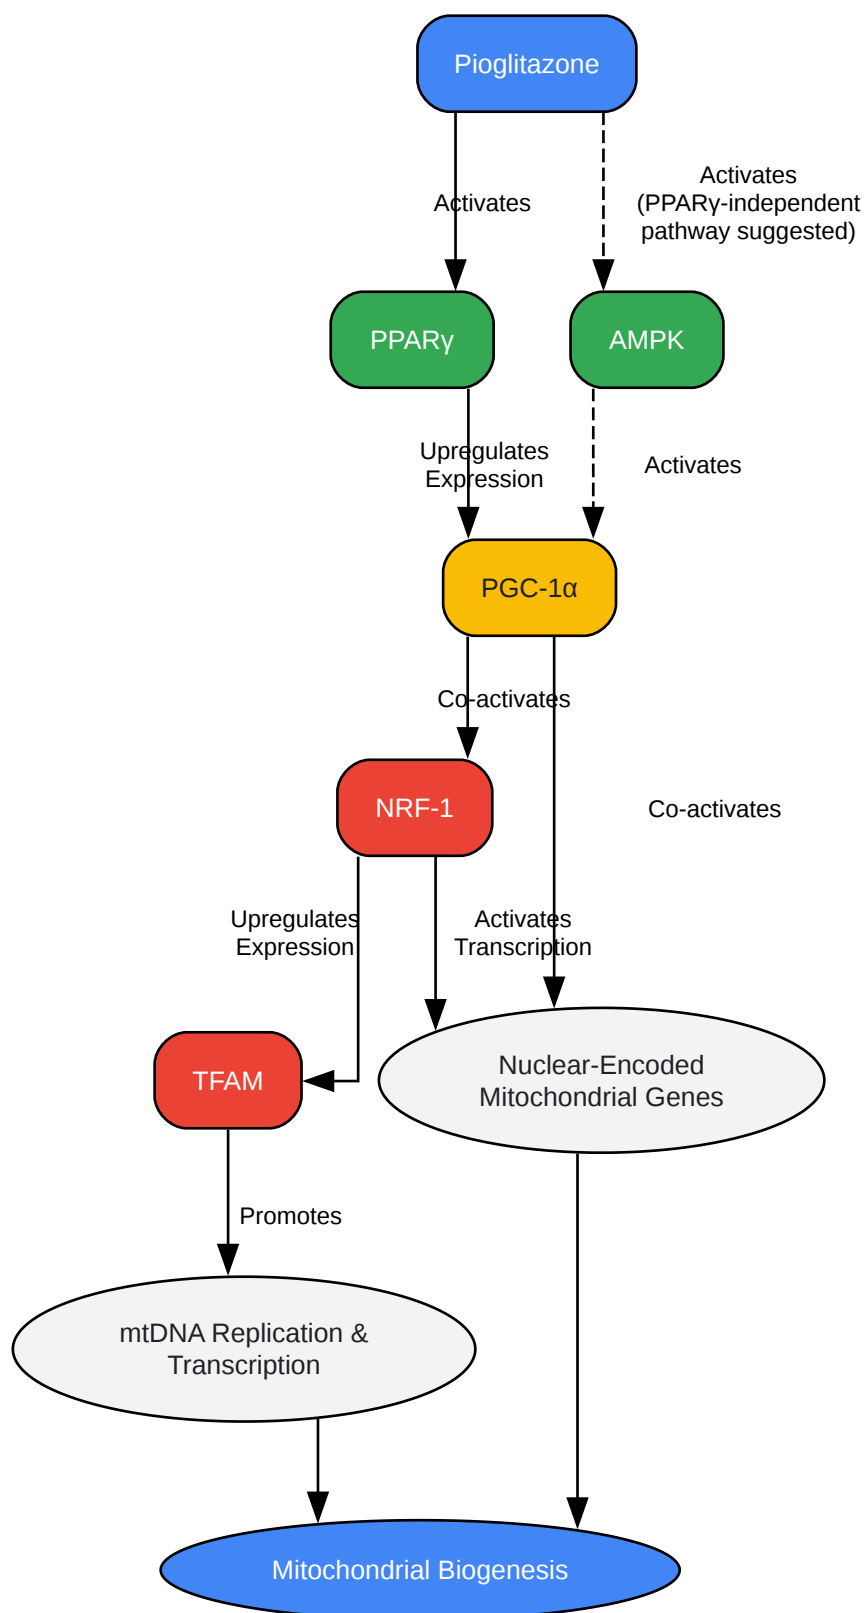 Pioglitazone
Activates
Activates
(PPARγ-independent
pathway suggested)
PPARγ
AMPK
Upregulates
Expression
Activates
PGC-1α
Co-activates
NRF-1
Co-activates
Upregulates
Expression
Activates
Transcription
Nuclear-Encoded
Mitochondrial Genes
TFAM
Promotes
mtDNA Replication &
Transcription
Mitochondrial Biogenesis